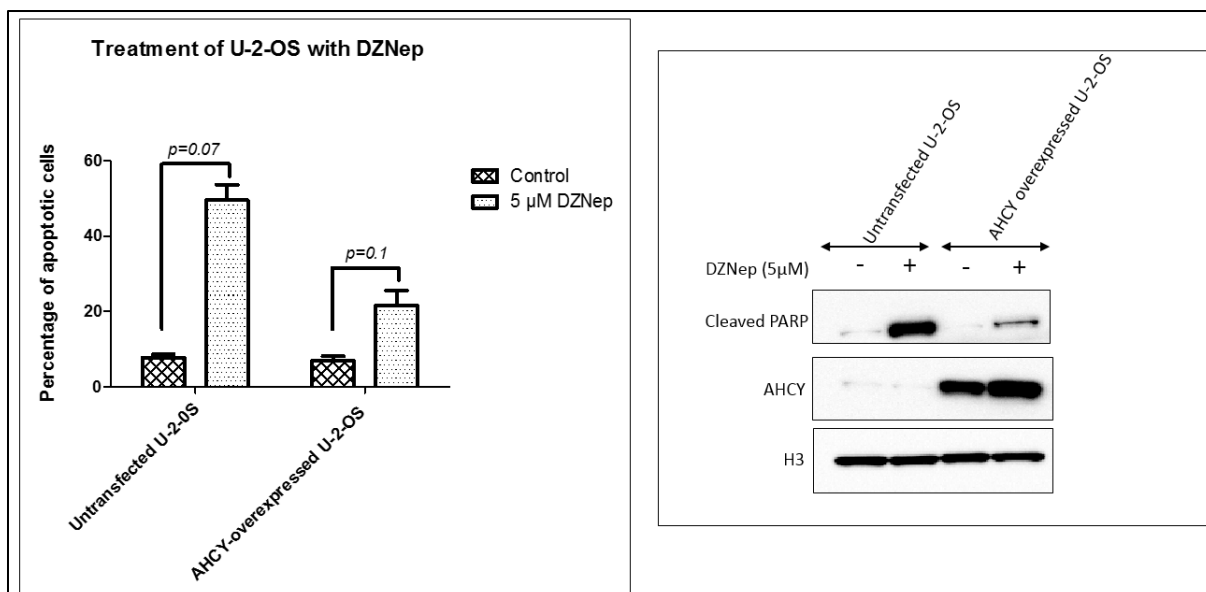 Treatment of U-2-OS with DZNep
Percentage of apoptotic cells
60
40
20
0
p=0.07
p=0.1
Control
5 µM DZNep
Untransfected U-2-0S
AHCY-overexpressed U-2-OS
Untransfected U-2-OS
AHCY overexpressed U-2-OS
DZNep (5µM) - + - +
Cleaved PARP
AHCY
H3